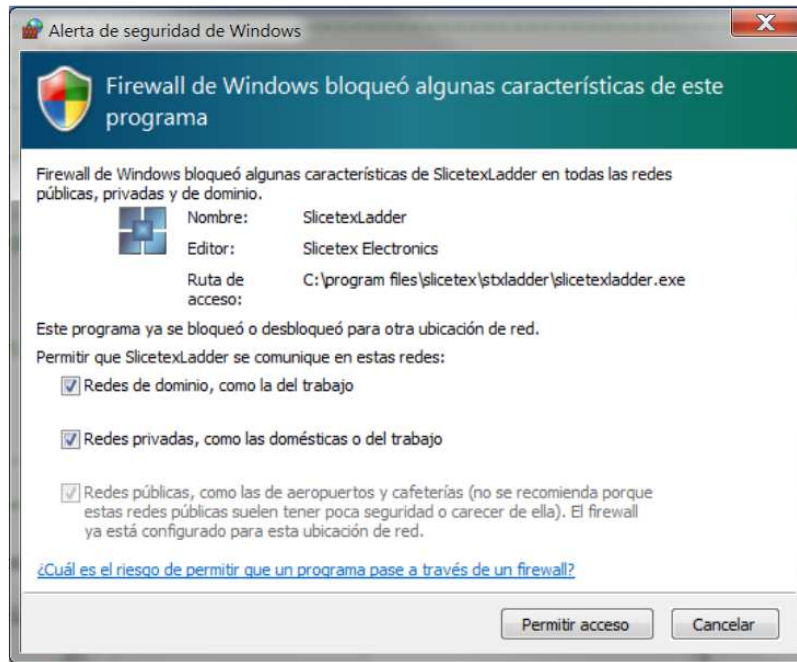 Alerta de seguridad de Windows
Firewall de Windows bloqueó algunas características de este
programa
Firewall de Windows bloqueó algunas características de SlicetexLadder en todas las redes
públicas, privadas y de dominio.
Nombre: SlicetexLadder
Editor: Slicetex Electronics
Ruta de C:\program files\slicetex\stxladder\slicetexladder.exe
acceso:
Este programa ya se bloqueó o desbloqueó para otra ubicación de red.
Permitir que SlicetexLadder se comunique en estas redes:
Redes de dominio, como la del trabajo
Redes privadas, como las domésticas o del trabajo
Redes públicas, como las de aeropuertos y cafeterías (no se recomienda porque
estas redes públicas suelen tener poca seguridad o carecer de ella). El firewall
ya está configurado para esta ubicación de red.
¿Cuál es el riesgo de permitir que un programa pase a través de un firewall?
Permitir acceso Cancelar